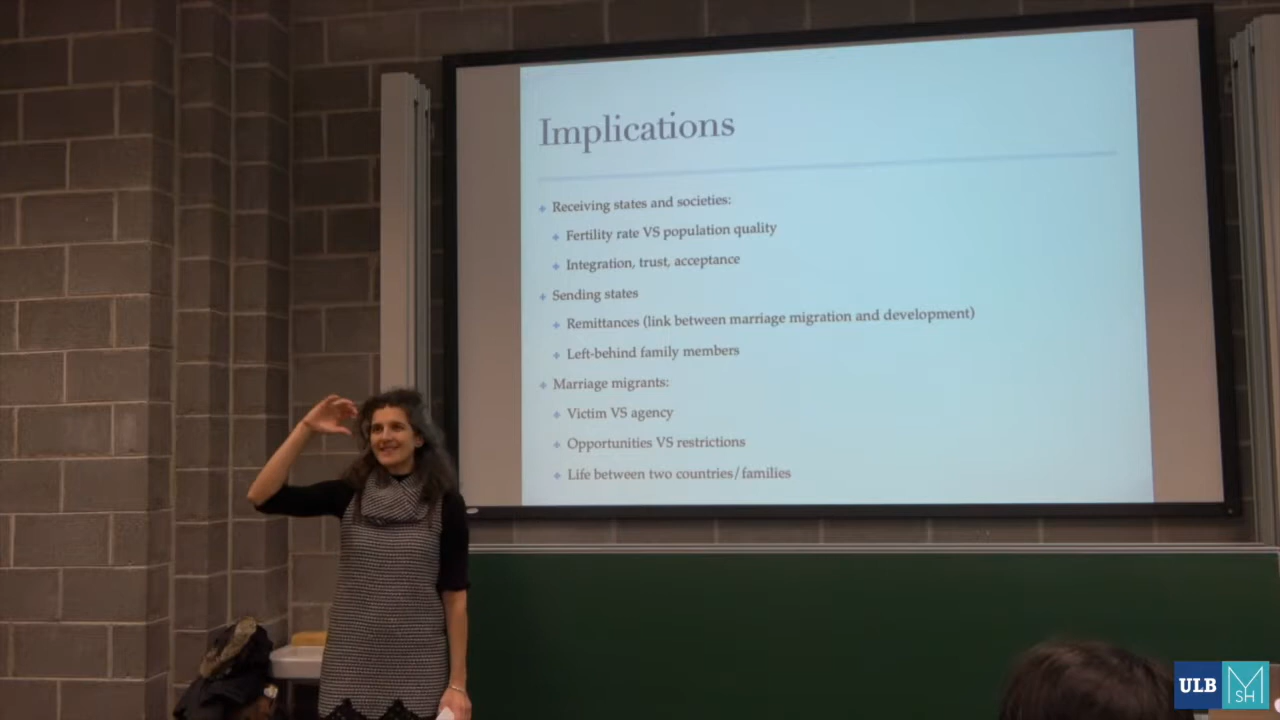 Implications
Receiving states and societies:
Fertility rate VS population quality
Integration, trust, acceptance
Sending states
Remittances (link between marriage migration and development)
Left-behind family members
Marriage migrants:
Victim VS agency
Opportunities VS restrictions
Life between two countries/families
ULB
MSH